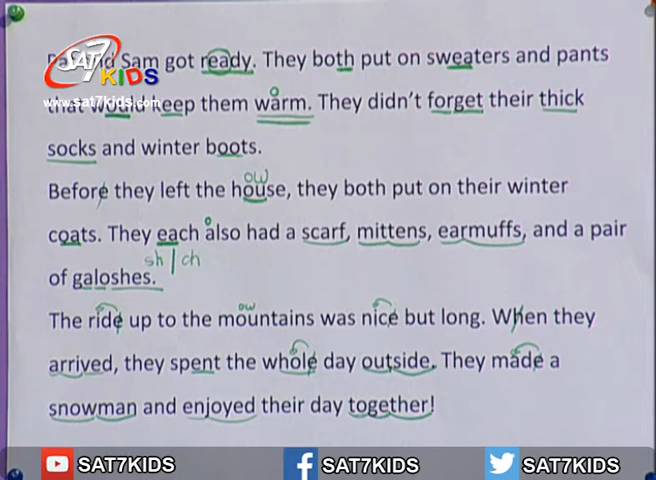 SAT7 KIDS
www.sat7kids.com
Sam got ready. They both put on sweaters and pants
that would keep them warm. They didn't forget their thick
socks and winter boots.
ow
Before they left the house, they both put on their winter
coats. They each also had a scarf, mittens, earmuffs, and a pair
sh | ch
of galoshes.
ow
The ride up to the mountains was nice but long. When they
arrived, they spent the whole day outside. They made a
snowman and enjoyed their day together!
SAT7KIDS SAT7KIDS SAT7KIDS